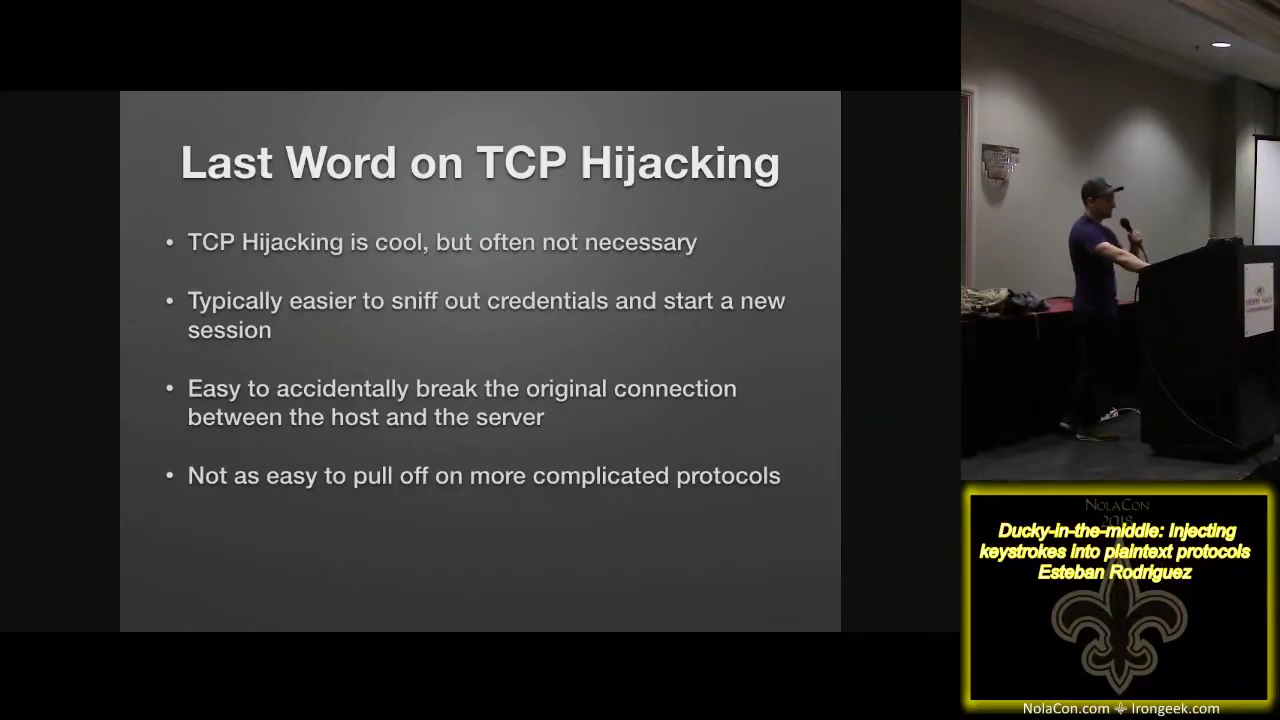 Last Word on TCP Hijacking
• TCP Hijacking is cool, but often not necessary
• Typically easier to sniff out credentials and start a new
session
• Easy to accidentally break the original connection
between the host and the server
• Not as easy to pull off on more complicated protocols
NolaCon
2018
Ducky-in-the-middle: Injecting
keystrokes into plaintext protocols
Esteban Rodriguez
NolaCon.com Irongeek.com